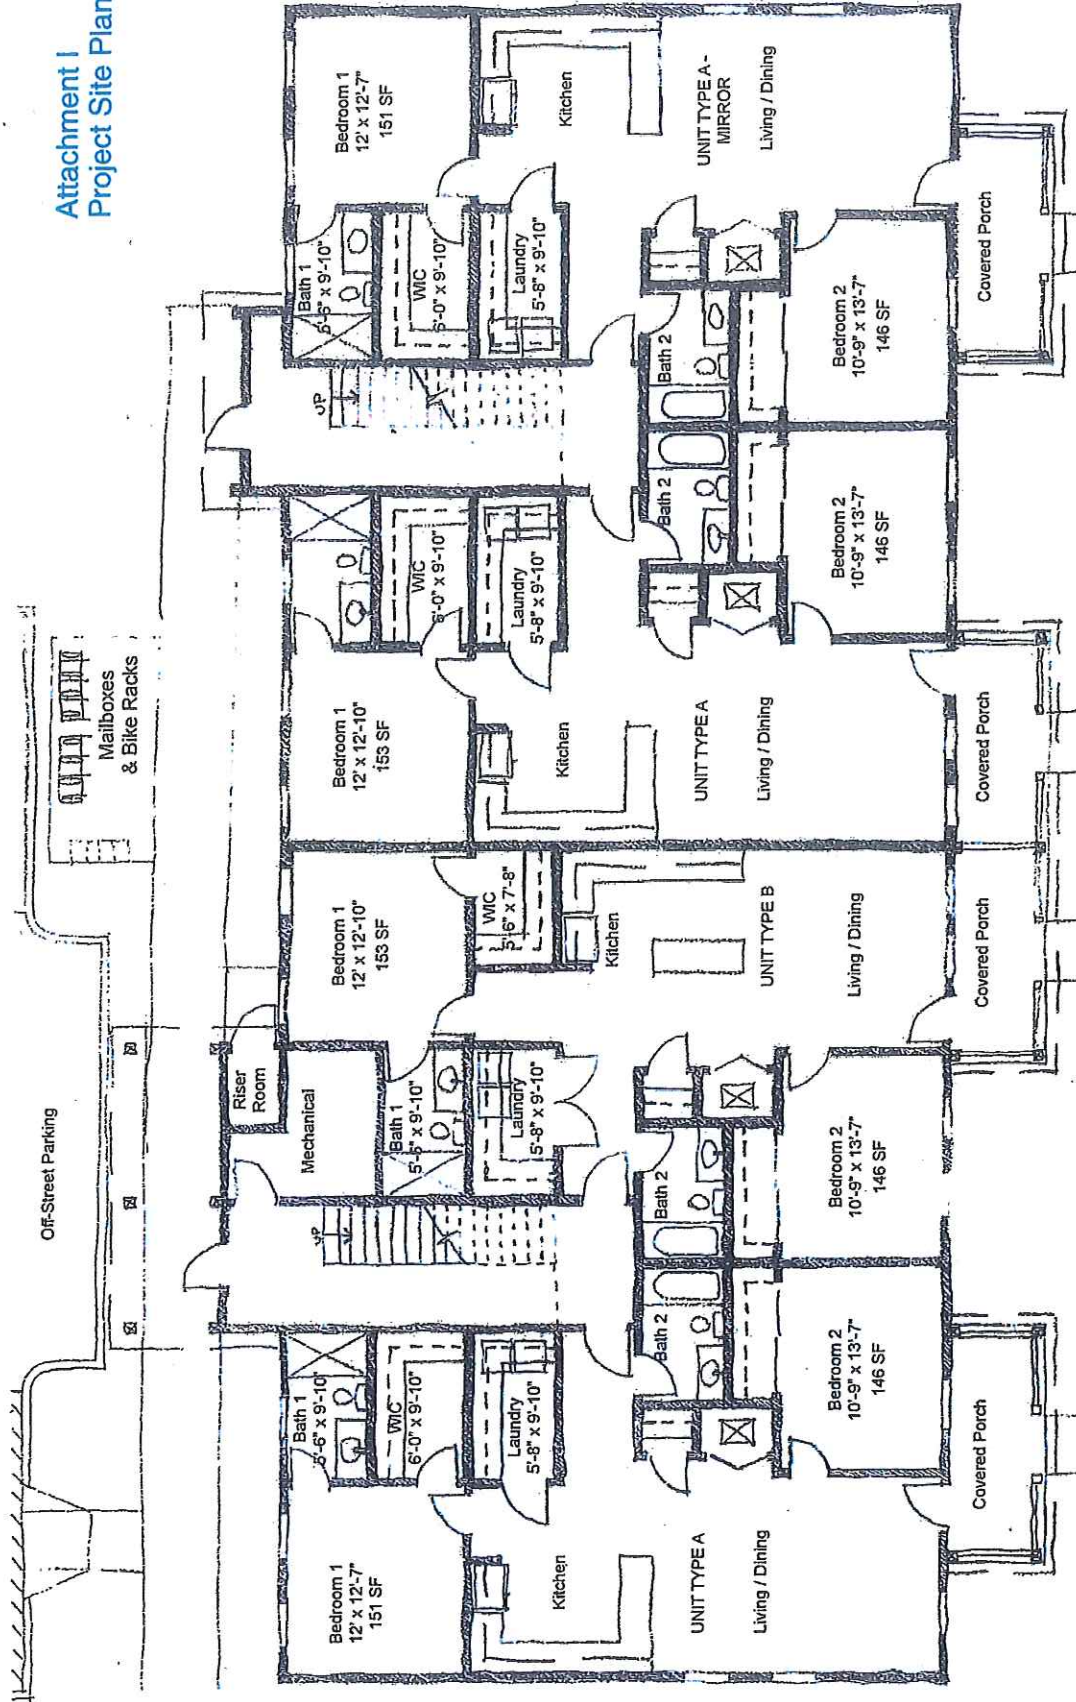 Attachment I
Project Site Plan
Off-Street Parking
Mailboxes
& Bike Racks
Riser
Room
Mechanical
Bedroom 1
12' x 12'-7"
151 SF
Bath 1
5'-6" x 9'-10"
WIC
6'-0" x 9'-10"
Laundry
5'-8" x 9'-10"
Kitchen
UNIT TYPE A
Living / Dining
Bath 2
Bedroom 2
10'-9" x 13'-7"
146 SF
Covered Porch
UP
Bedroom 1
12' x 12'-10"
153 SF
Bath 1
5'-6" x 9'-10"
WIC
5'-6" x 7'-8"
Laundry
5'-8" x 9'-10"
Kitchen
UNIT TYPE B
Living / Dining
Bath 2
Bedroom 2
10'-9" x 13'-7"
146 SF
Covered Porch
Bedroom 1
12' x 12'-10"
153 SF
WIC
6'-0" x 9'-10"
Laundry
5'-8" x 9'-10"
Kitchen
UNIT TYPE A
Living / Dining
Bath 2
Bedroom 2
10'-9" x 13'-7"
146 SF
Covered Porch
UP
Bedroom 1
12' x 12'-7"
151 SF
Bath 1
5'-6" x 9'-10"
WIC
6'-0" x 9'-10"
Laundry
5'-8" x 9'-10"
Kitchen
UNIT TYPE A -
MIRROR
Living / Dining
Bath 2
Bedroom 2
10'-9" x 13'-7"
146 SF
Covered Porch